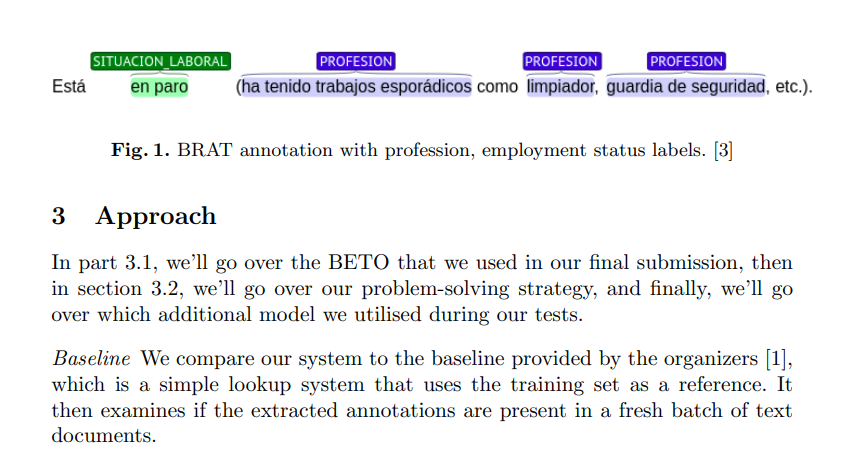 SITUACION_LABORAL PROFESION PROFESION PROFESION
Está en paro (ha tenido trabajos esporádicos como limpiador, guardia de seguridad, etc.).
Fig. 1. BRAT annotation with profession, employment status labels. [3]
3 Approach
In part 3.1, we'll go over the BETO that we used in our final submission, then
in section 3.2, we'll go over our problem-solving strategy, and finally, we'll go
over which additional model we utilised during our tests.
Baseline We compare our system to the baseline provided by the organizers [1],
which is a simple lookup system that uses the training set as a reference. It
then examines if the extracted annotations are present in a fresh batch of text
documents.